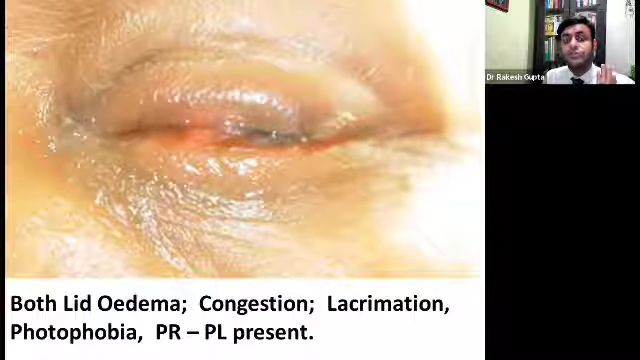 Dr Rakesh Gupta
Both Lid Oedema; Congestion; Lacrimation,
Photophobia, PR – PL present.